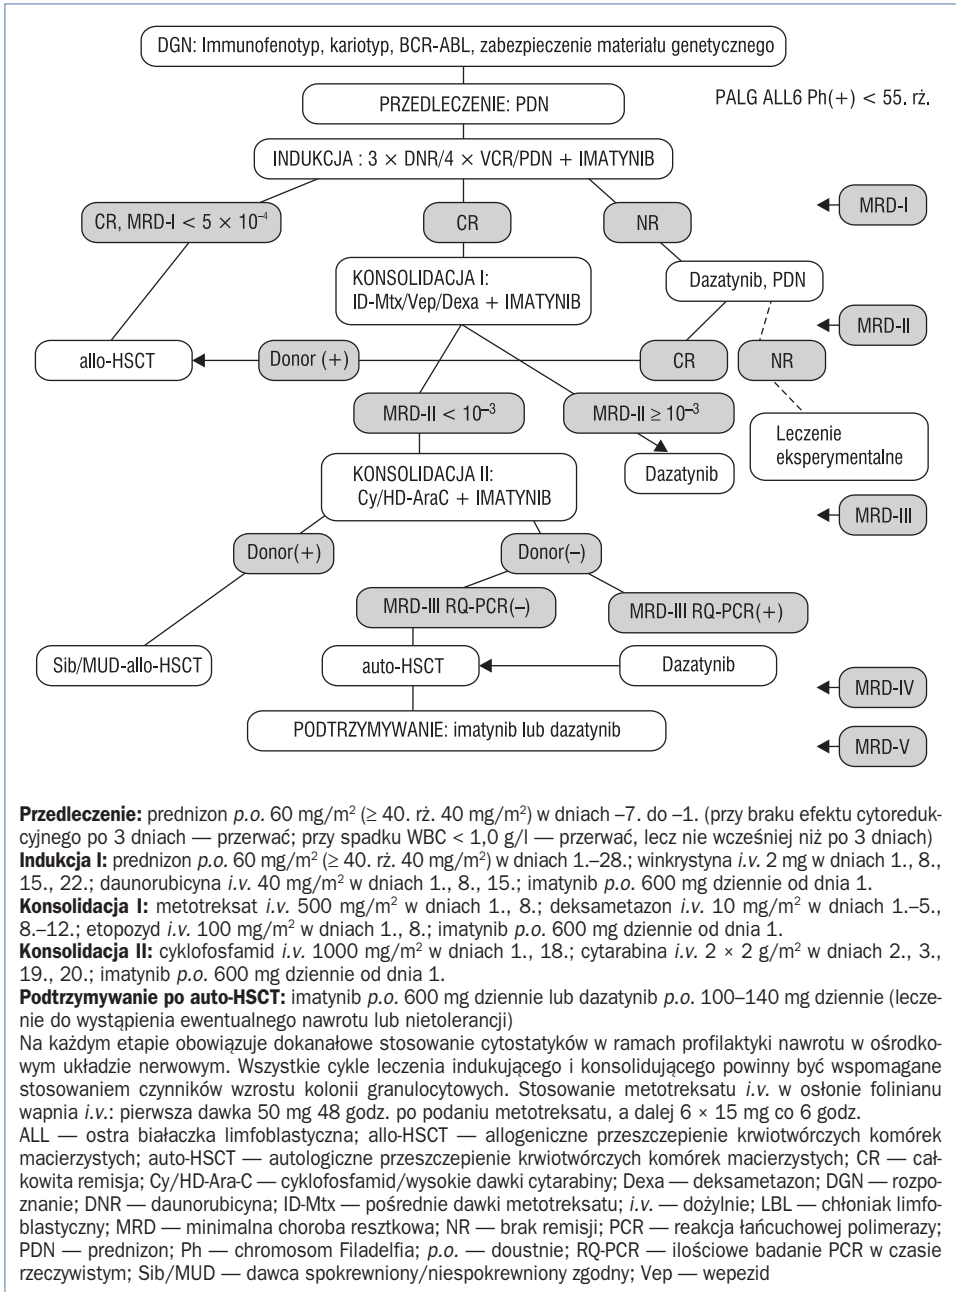 DGN: Immunofenotyp, kariotyp, BCR-ABL, zabezpieczenie materiału genetycznego
PRZEDLECZENIE: PDN
PALG ALL6 Ph(+) < 55. rż.
INDUKCJA : 3 × DNR/4 × VCR/PDN + IMATYNIB
CR, MRD-I < 5 × 10⁻⁴
CR
NR
MRD-I
KONSOLIDACJA I:
ID-Mtx/Vep/Dexa + IMATYNIB
Dazatynib, PDN
MRD-II
allo-HSCT
Donor (+)
CR
NR
MRD-II < 10⁻³
MRD-II ≥ 10⁻³
Leczenie
eksperymentalne
KONSOLIDACJA II:
Cy/HD-AraC + IMATYNIB
Dazatynib
MRD-III
Donor(+)
Donor(–)
MRD-III RQ-PCR(–)
MRD-III RQ-PCR(+)
Sib/MUD-allo-HSCT
auto-HSCT
Dazatynib
MRD-IV
PODTRZYMYWANIE: imatynib lub dazatynib
MRD-V
Przedleczenie: prednizon p.o. 60 mg/m² (≥ 40. rż. 40 mg/m²) w dniach –7. do –1. (przy braku efektu cytoreduk-
cyjnego po 3 dniach — przerwać; przy spadku WBC < 1,0 g/l — przerwać, lecz nie wcześniej niż po 3 dniach)
Indukcja I: prednizon p.o. 60 mg/m² (≥ 40. rż. 40 mg/m²) w dniach 1.–28.; winkrystyna i.v. 2 mg w dniach 1., 8.,
15., 22.; daunorubicyna i.v. 40 mg/m² w dniach 1., 8., 15.; imatynib p.o. 600 mg dziennie od dnia 1.
Konsolidacja I: metotreksat i.v. 500 mg/m² w dniach 1., 8.; deksametazon i.v. 10 mg/m² w dniach 1.–5.,
8.–12.; etopozyd i.v. 100 mg/m² w dniach 1., 8.; imatynib p.o. 600 mg dziennie od dnia 1.
Konsolidacja II: cyklofosfamid i.v. 1000 mg/m² w dniach 1., 18.; cytarabina i.v. 2 × 2 g/m² w dniach 2., 3.,
19., 20.; imatynib p.o. 600 mg dziennie od dnia 1.
Podtrzymywanie po auto-HSCT: imatynib p.o. 600 mg dziennie lub dazatynib p.o. 100–140 mg dziennie (lecze-
nie do wystąpienia ewentualnego nawrotu lub nietolerancji)
Na każdym etapie obowiązuje dokanałowe stosowanie cytostatyków w ramach profilaktyki nawrotu w ośrodko-
wym układzie nerwowym. Wszystkie cykle leczenia indukującego i konsolidującego powinny być wspomagane
stosowaniem czynników wzrostu kolonii granulocytowych. Stosowanie metotreksatu i.v. w osłonie folinianu
wapnia i.v.: pierwsza dawka 50 mg 48 godz. po podaniu metotreksatu, a dalej 6 × 15 mg co 6 godz.
ALL — ostra białaczka limfoblastyczna; allo-HSCT — allogeniczne przeszczepienie krwiotwórczych komórek
macierzystych; auto-HSCT — autologiczne przeszczepienie krwiotwórczych komórek macierzystych; CR — cał-
kowita remisja; Cy/HD-Ara-C — cyklofosfamid/wysokie dawki cytarabiny; Dexa — deksametazon; DGN — rozpo-
znanie; DNR — daunorubicyna; ID-Mtx — pośrednie dawki metotreksatu; i.v. — dożylnie; LBL — chłoniak limfo-
blastyczny; MRD — minimalna choroba resztkowa; NR — brak remisji; PCR — reakcja łańcuchowej polimerazy;
PDN — prednizon; Ph — chromosom Filadelfia; p.o. — doustnie; RQ-PCR — ilościowe badanie PCR w czasie
rzeczywistym; Sib/MUD — dawca spokrewniony/niespokrewniony zgodny; Vep — wepezid